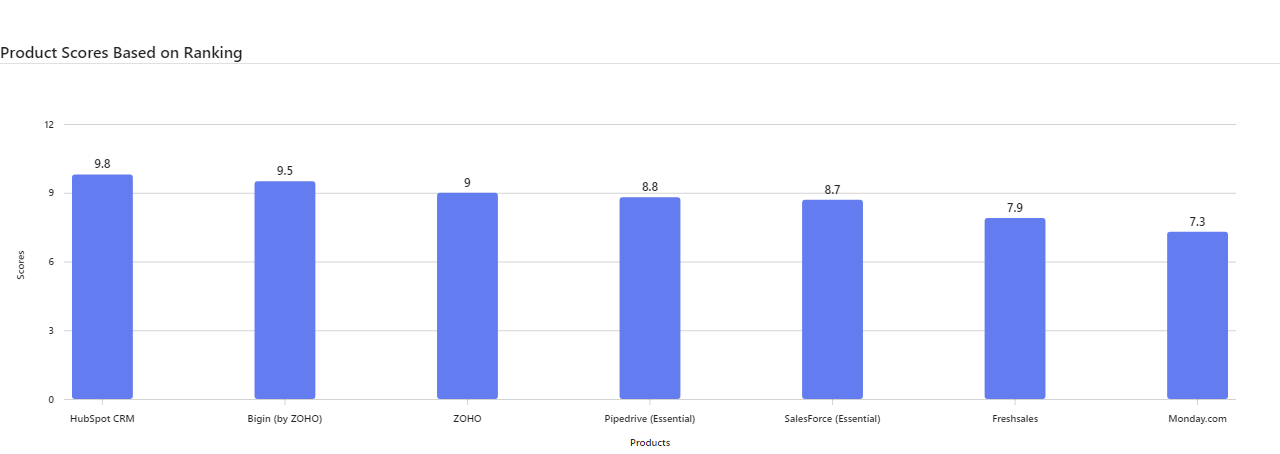 Product Scores Based on Ranking
12
9.8
9.5
9
9
8.8
8.7
7.9
7.3
6
3
0
Scores
HubSpot CRM
Bigin (by ZOHO)
ZOHO
Pipedrive (Essential)
SalesForce (Essential)
Freshsales
Monday.com
Products